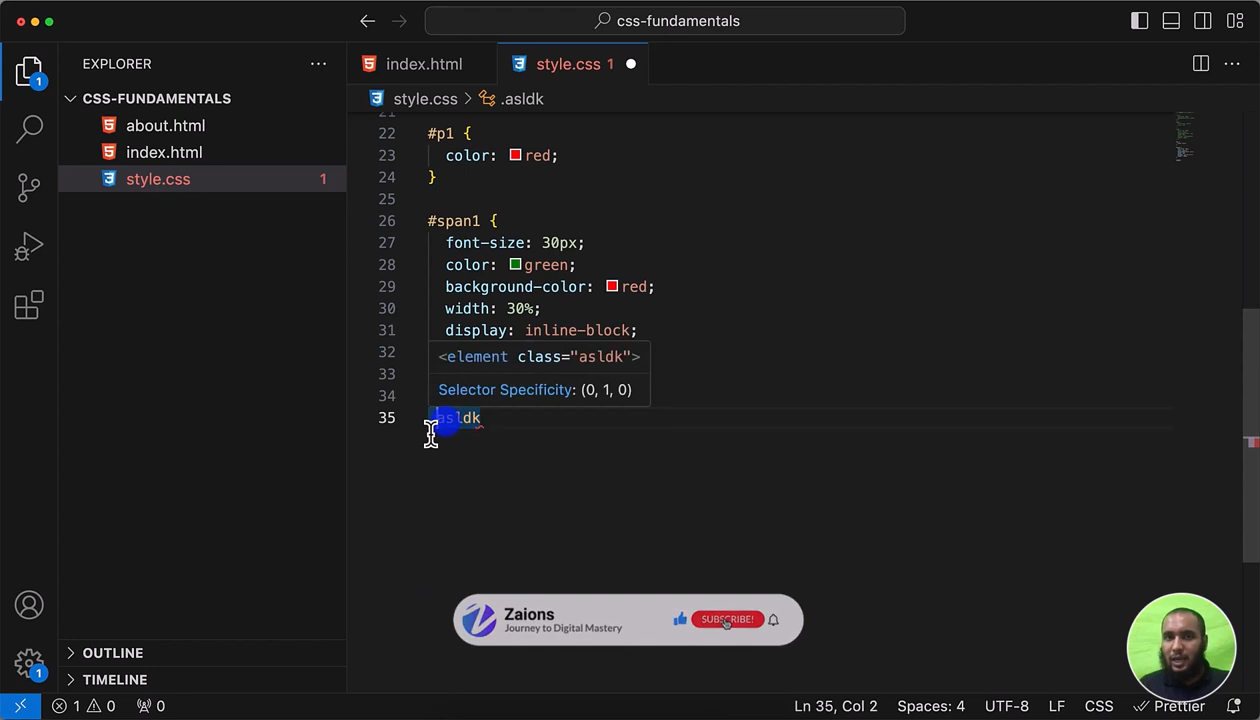 css-fundamentals
EXPLORER
index.html
style.css 1
CSS-FUNDAMENTALS
style.css > .asldk
about.html
index.html
style.css 1
22 #p1 {
23 color: red;
24 }
25
26 #span1 {
27 font-size: 30px;
28 color: green;
29 background-color: red;
30 width: 30%;
31 display: inline-block;
32 <element class="asldk">
33
Selector Specificity: (0, 1, 0)
34
35 .asldk
1
Zaions
Journey to Digital Mastery
SUBSCRIBE!
OUTLINE
1
TIMELINE
1 0 0
Ln 35, Col 2 Spaces: 4 UTF-8 LF CSS Prettier